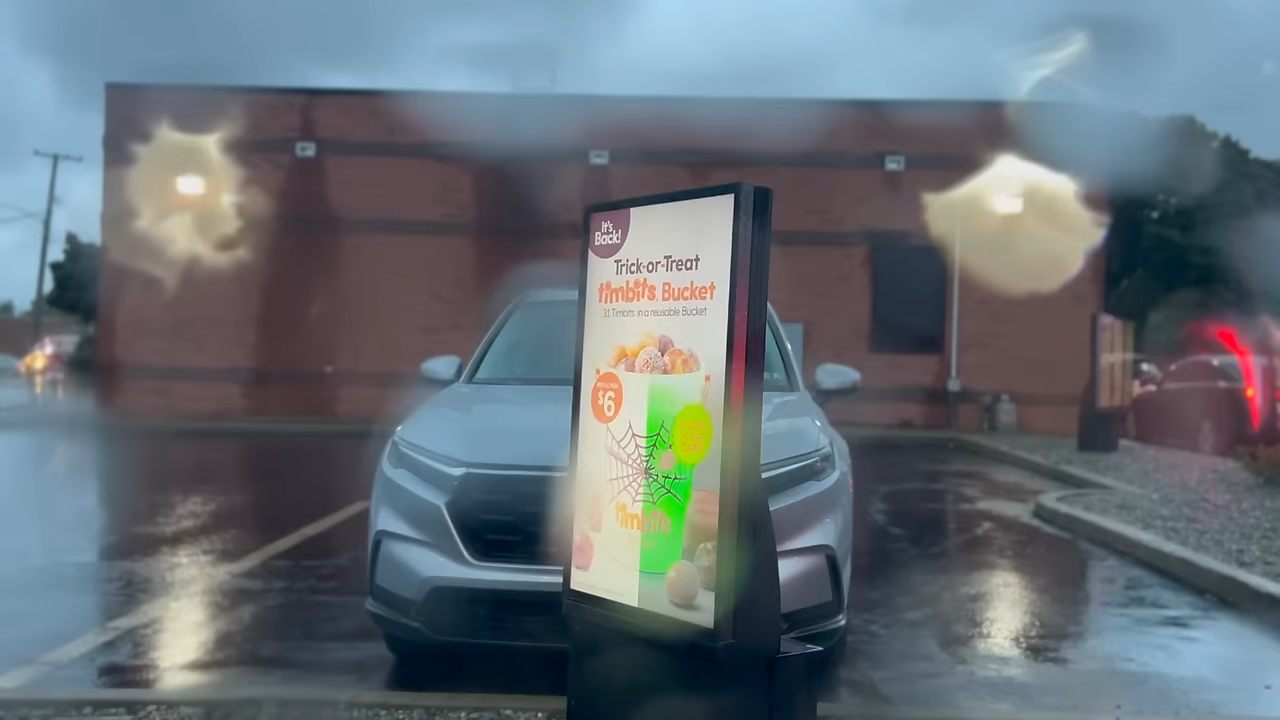 It's
Back!
Trick-or-Treat
timbits Bucket
31 Timbits in a reusable Bucket
$6
timbits